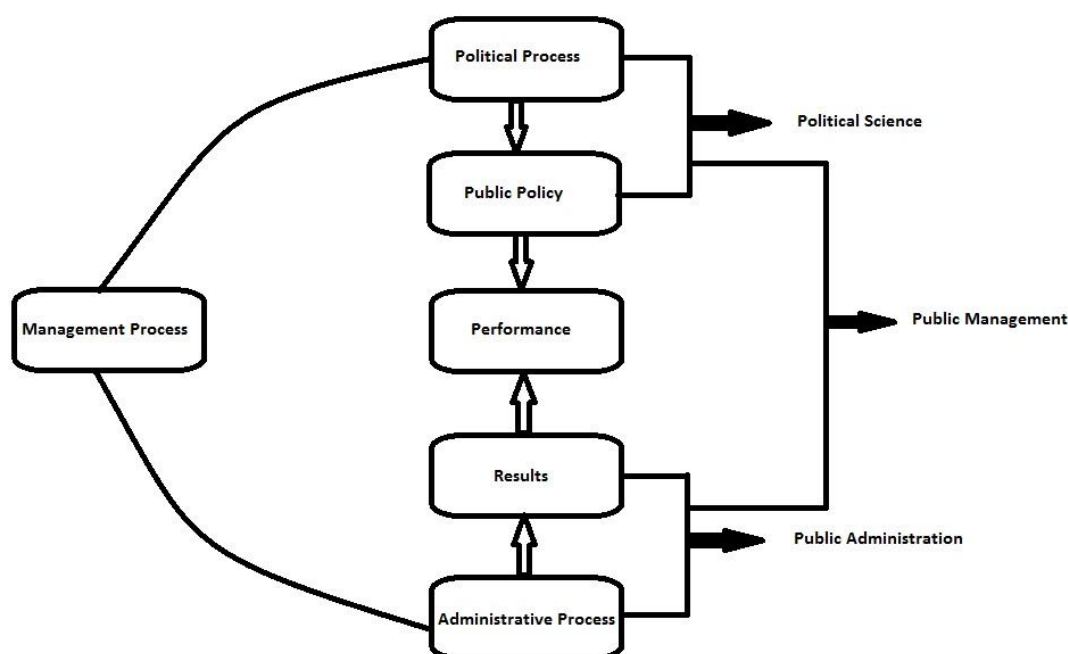 Political Process
Political Science
Public Policy
Management Process
Performance
Public Management
Results
Public Administration
Administrative Process